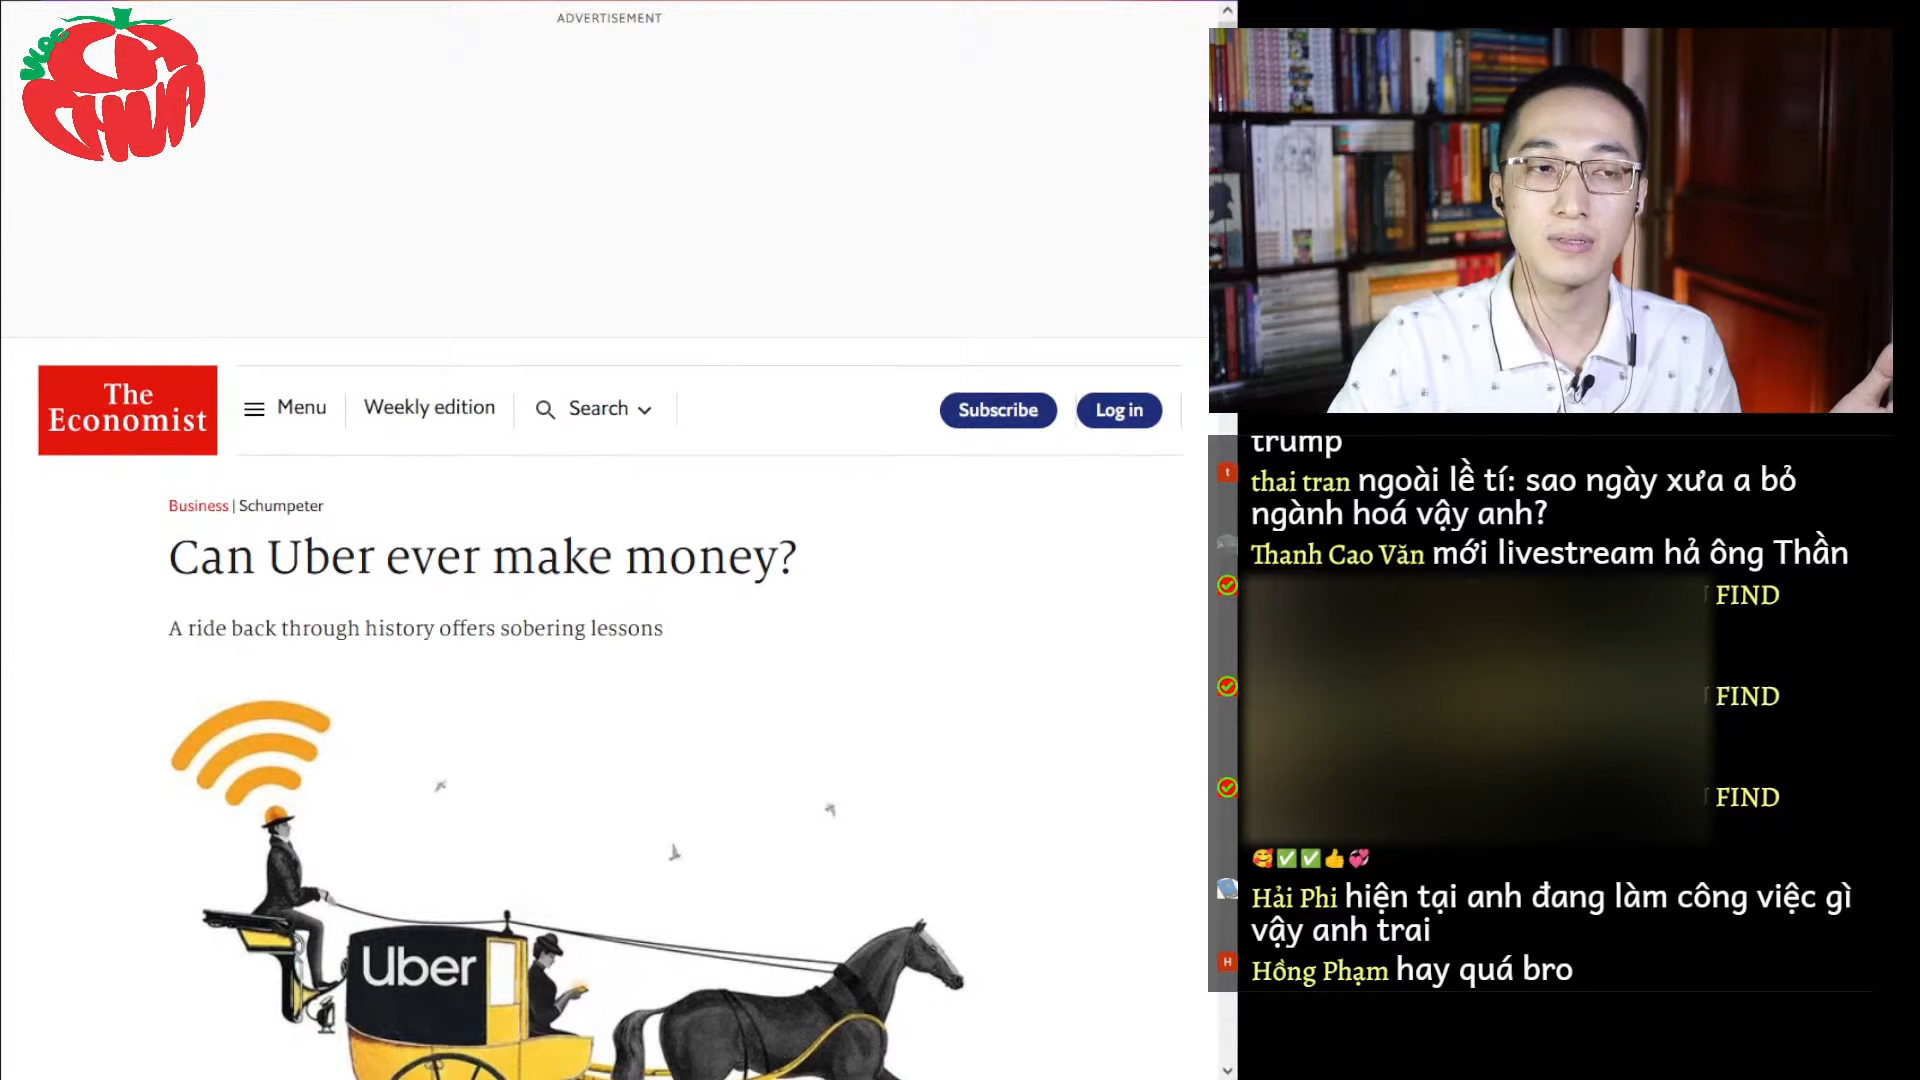 ADVERTISEMENT
VLOG
CÀ
CHUA
The
Economist
Menu
Weekly edition
Search
Subscribe
Log in
Business | Schumpeter
Can Uber ever make money?
A ride back through history offers sobering lessons
Uber
trump
t
thai tran ngoài lề tí: sao ngày xưa a bỏ
ngành hoá vậy anh?
Thanh Cao Văn mới livestream hả ông Thần
FIND
FIND
FIND
🥰✅✅👍💞
Hải Phi hiện tại anh đang làm công việc gì
vậy anh trai
H
Hồng Phạm hay quá bro